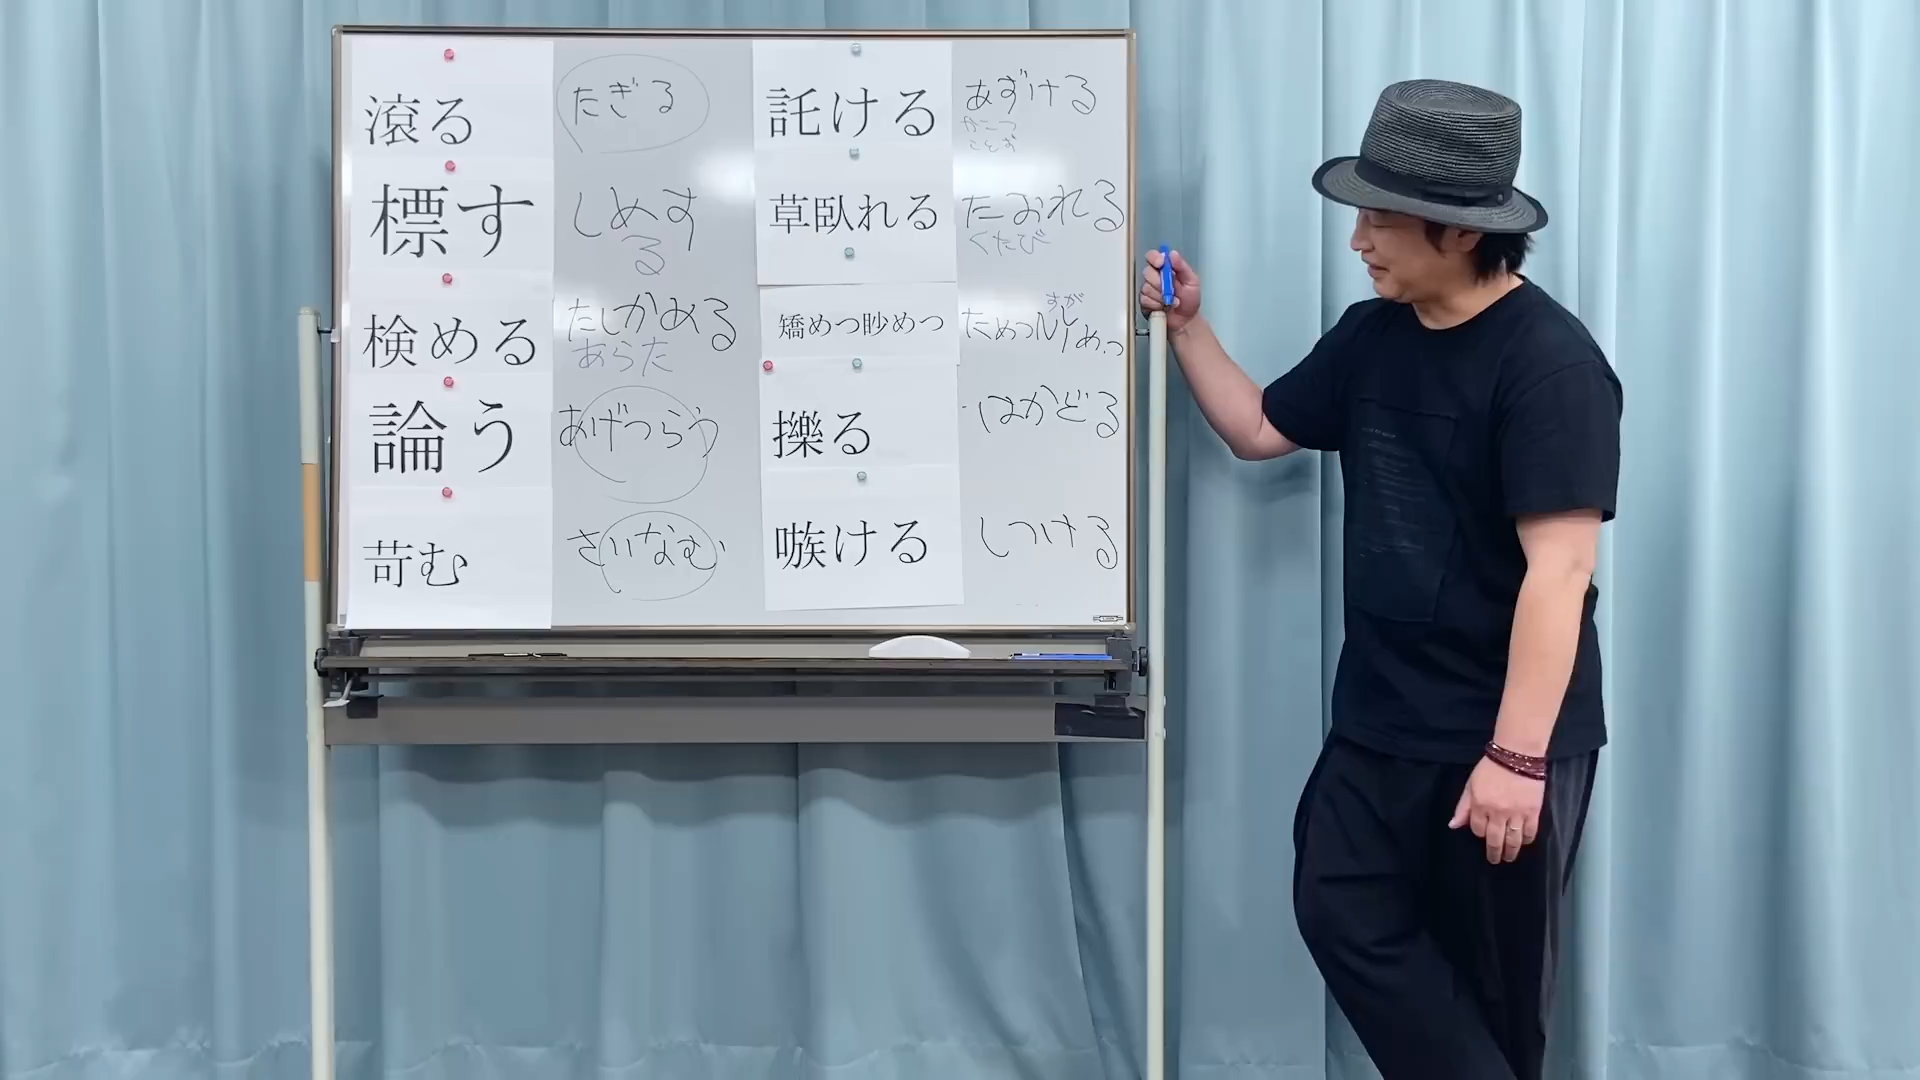 滾る
たぎる
標す
しめす
る
検める
たしかめる
あらた
論う
あげつらう
苛む
さいなむ
託ける
あずける
かこつ
ことず
草臥れる
たおれる
くたび
矯めつ眇めつ
ためつ
すが
めつ
擽る
はかどる
嗾ける
しつける